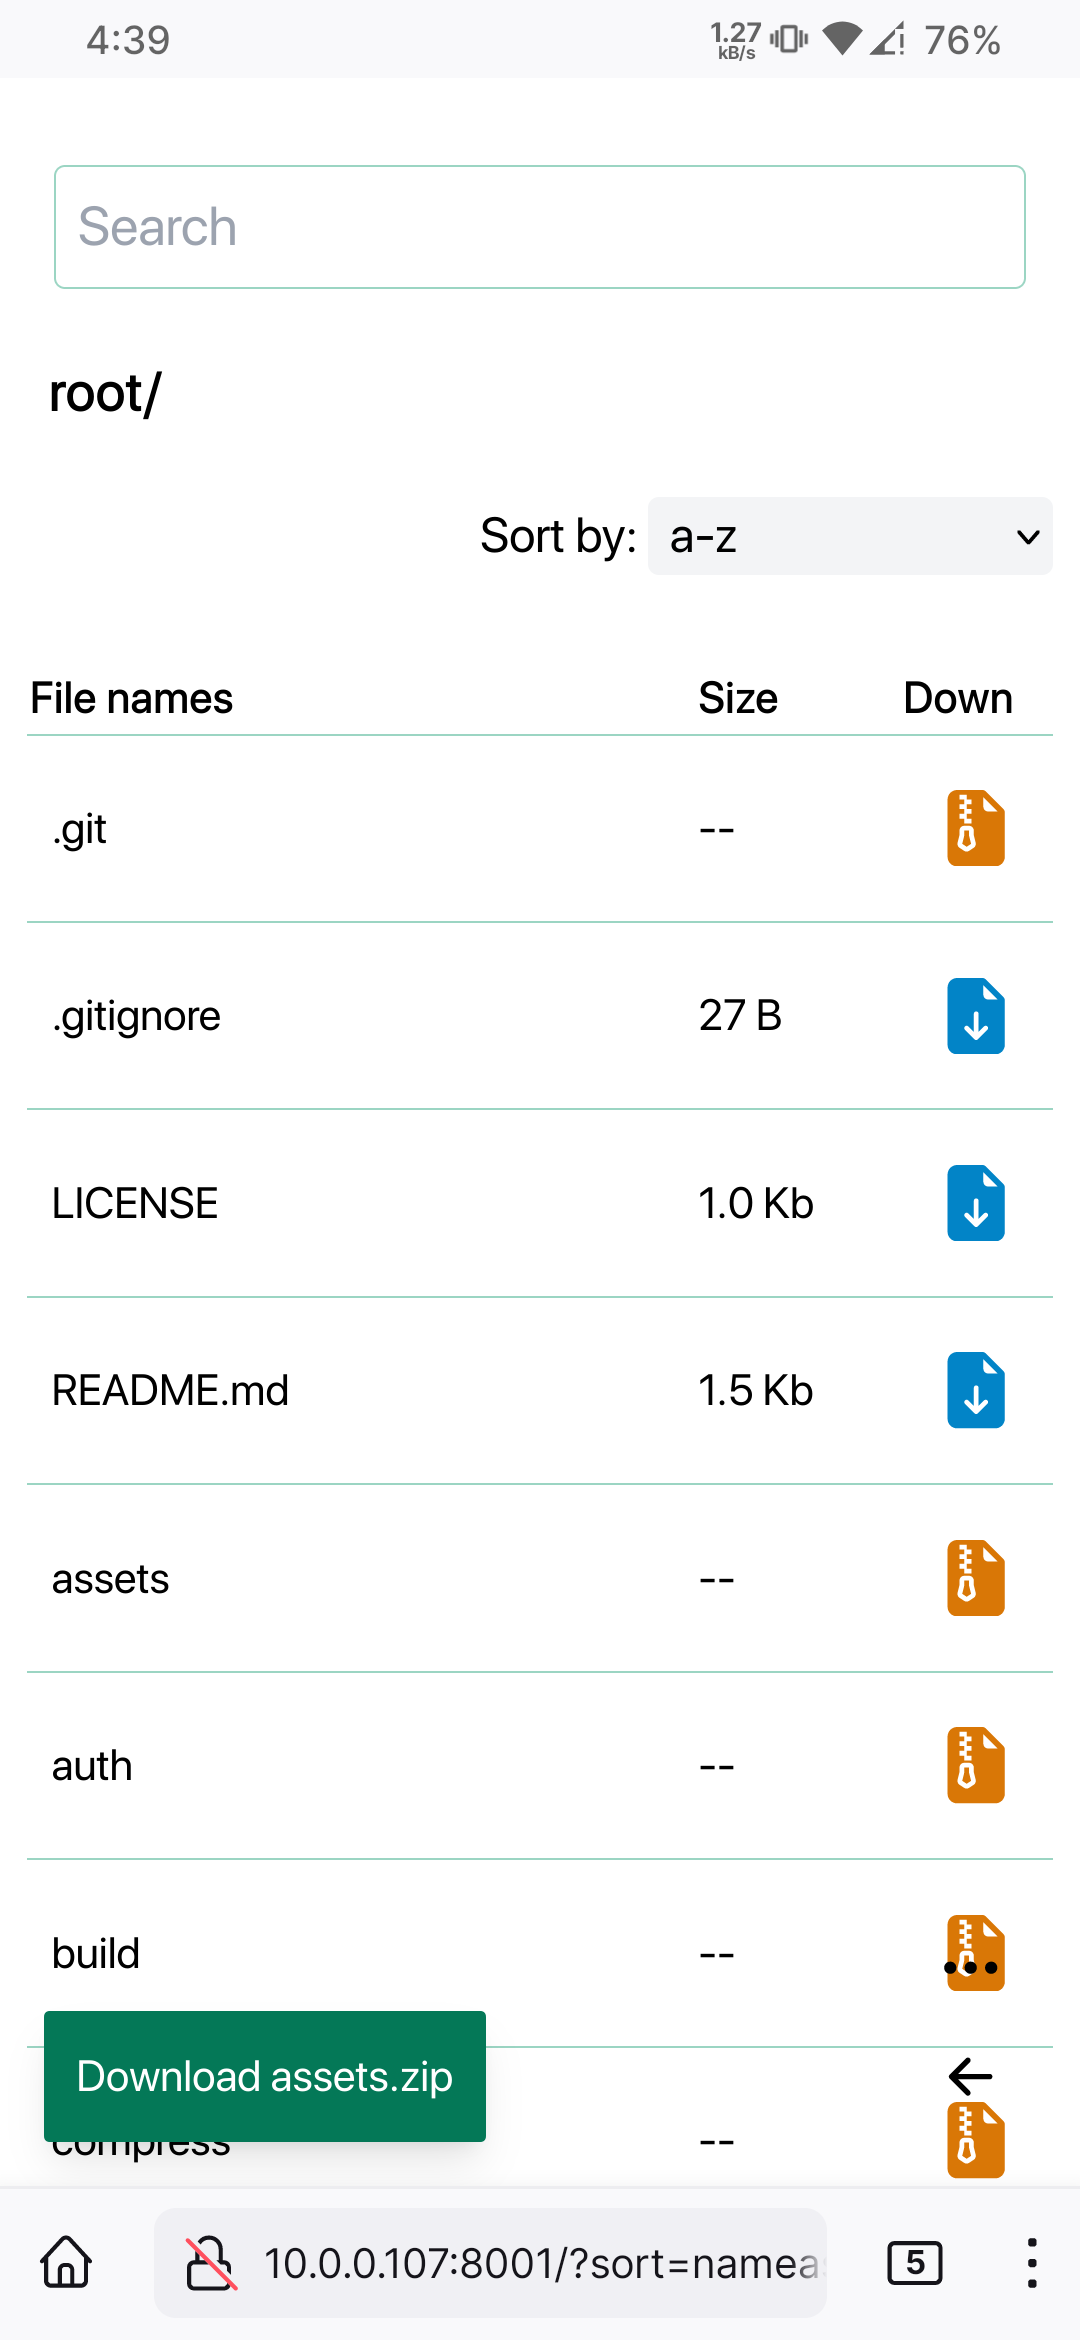 4:39 1.27 kB/s 76%
Search
root/
Sort by: a-z
File names Size Down
.git --
.gitignore 27 B
LICENSE 1.0 Kb
README.md 1.5 Kb
assets --
auth --
build --
Download assets.zip
compress --
10.0.0.107:8001/?sort=namea
5